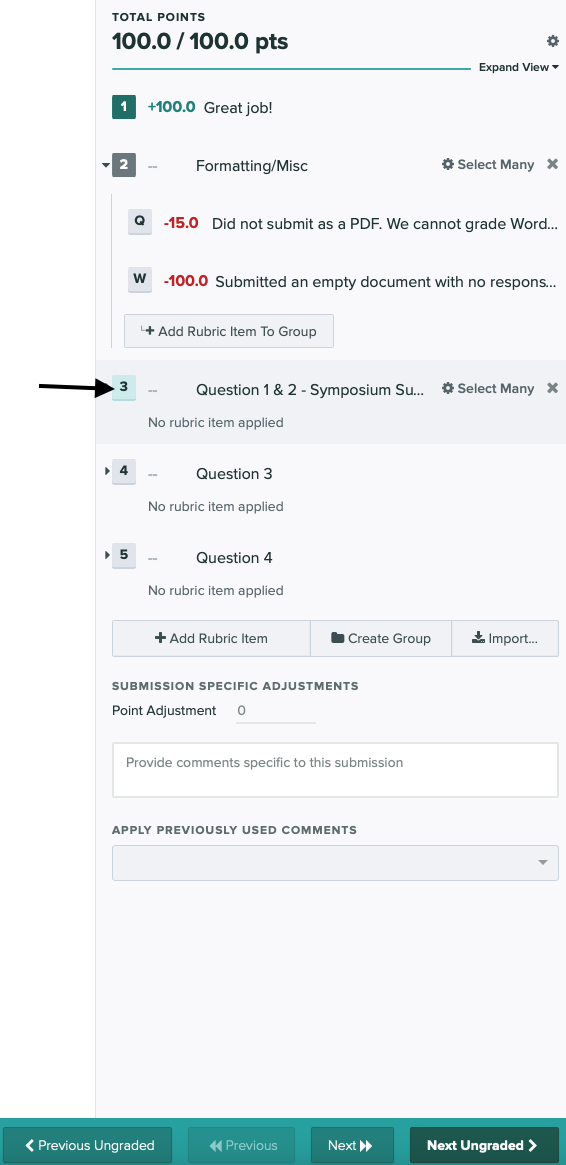 TOTAL POINTS
100.0 / 100.0 pts
Expand View
1 +100.0 Great job!
2 -- Formatting/Misc Select Many
Q -15.0 Did not submit as a PDF. We cannot grade Word...
W -100.0 Submitted an empty document with no respons...
Add Rubric Item To Group
3 -- Question 1 & 2 - Symposium Su... Select Many
No rubric item applied
4 -- Question 3
No rubric item applied
5 -- Question 4
No rubric item applied
Add Rubric Item Create Group Import...
SUBMISSION SPECIFIC ADJUSTMENTS
Point Adjustment 0
Provide comments specific to this submission
APPLY PREVIOUSLY USED COMMENTS
Previous Ungraded Previous Next Next Ungraded